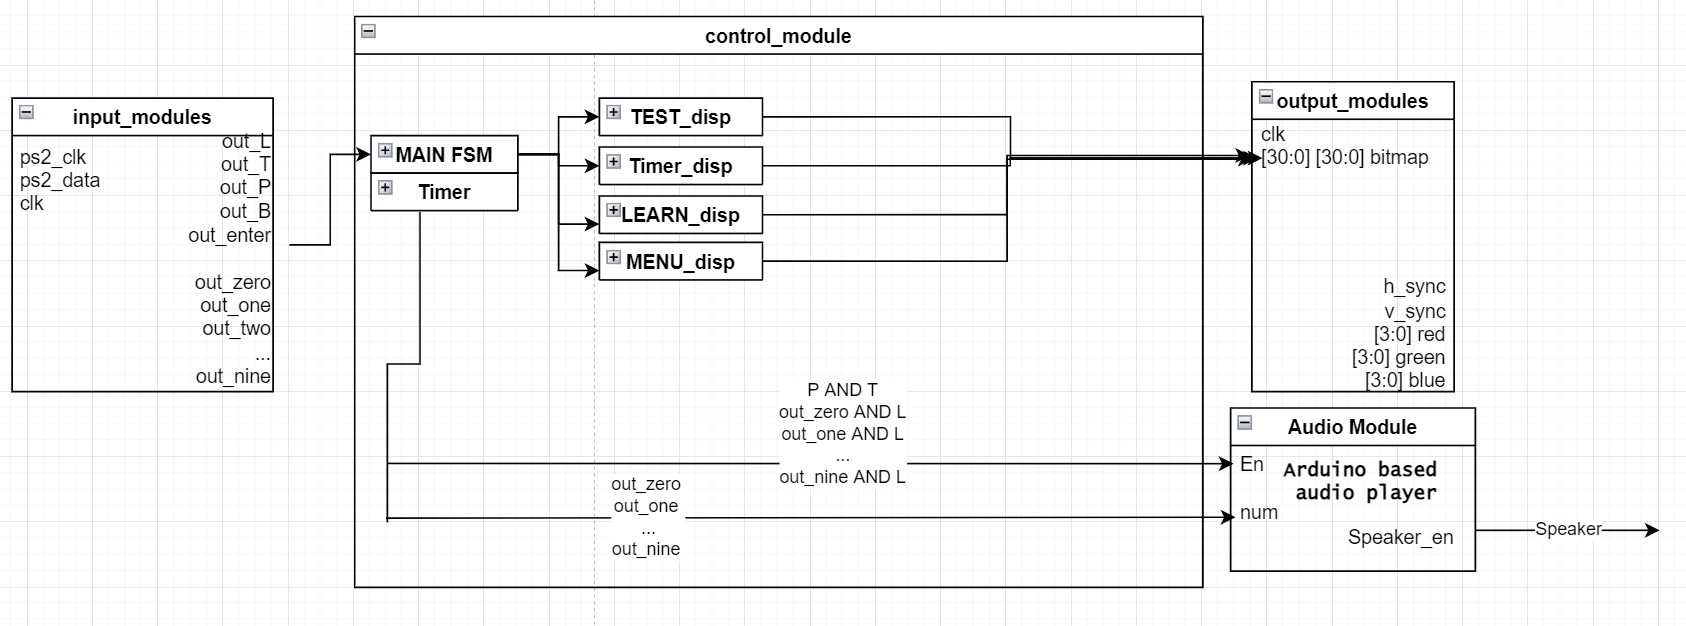 control_module
input_modules
ps2_clk
ps2_data
clk
out_L
out_T
out_P
out_B
out_enter
out_zero
out_one
out_two
...
out_nine
MAIN FSM
Timer
TEST_disp
Timer_disp
LEARN_disp
MENU_disp
output_modules
clk
[30:0] [30:0] bitmap
h_sync
v_sync
[3:0] red
[3:0] green
[3:0] blue
P AND T
out_zero AND L
out_one AND L
...
out_nine AND L
out_zero
out_one
...
out_nine
Audio Module
En
Arduino based
audio player
num
Speaker_en
Speaker